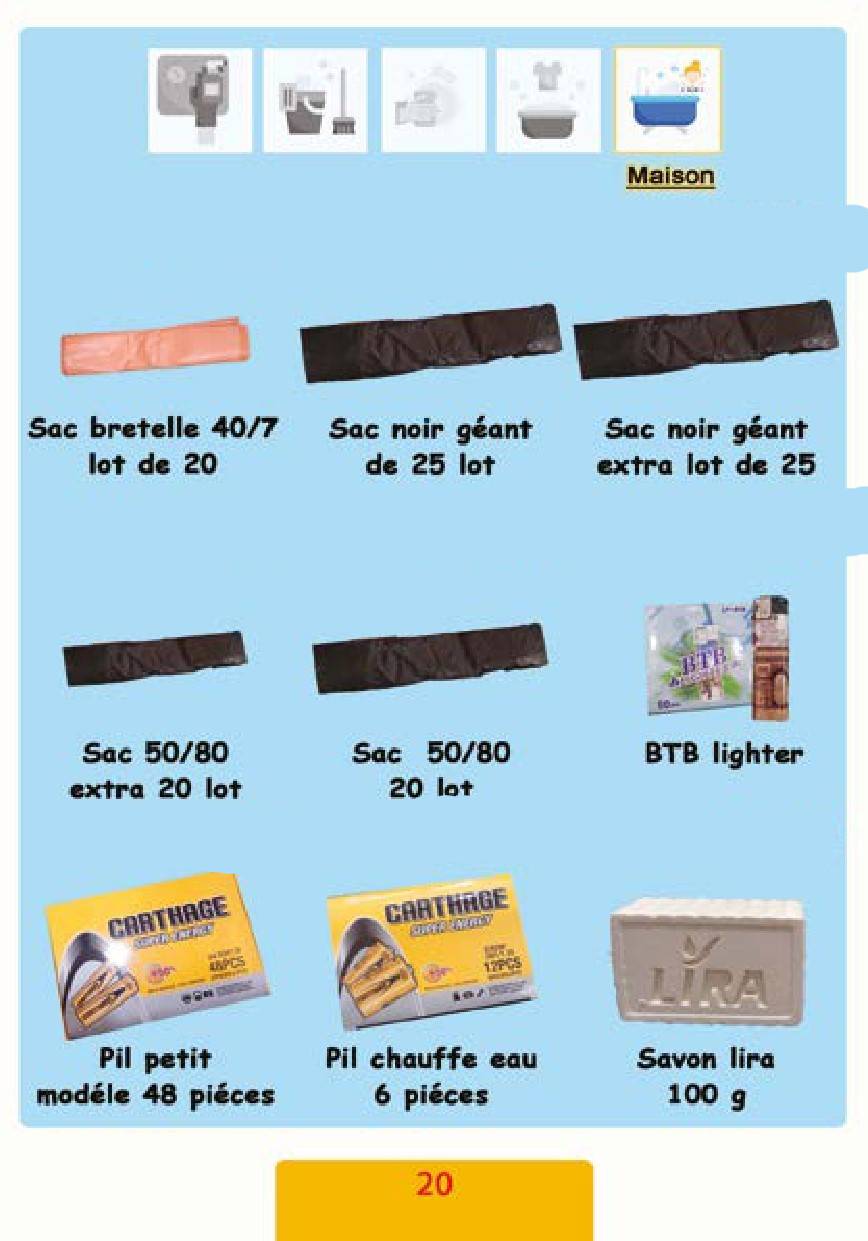 Maison
Sac bretelle 40/7
lot de 20
Sac noir géant
de 25 lot
Sac noir géant
extra lot de 25
Sac 50/80
extra 20 lot
Sac 50/80
20 lot
BTB
BTB lighter
CARTHAGE
SUPER ENERGY
48PCS
Pil petit
modéle 48 piéces
CARTHAGE
SUPER ENERGY
12PCS
Pil chauffe eau
6 piéces
LIRA
Savon lira
100 g
20